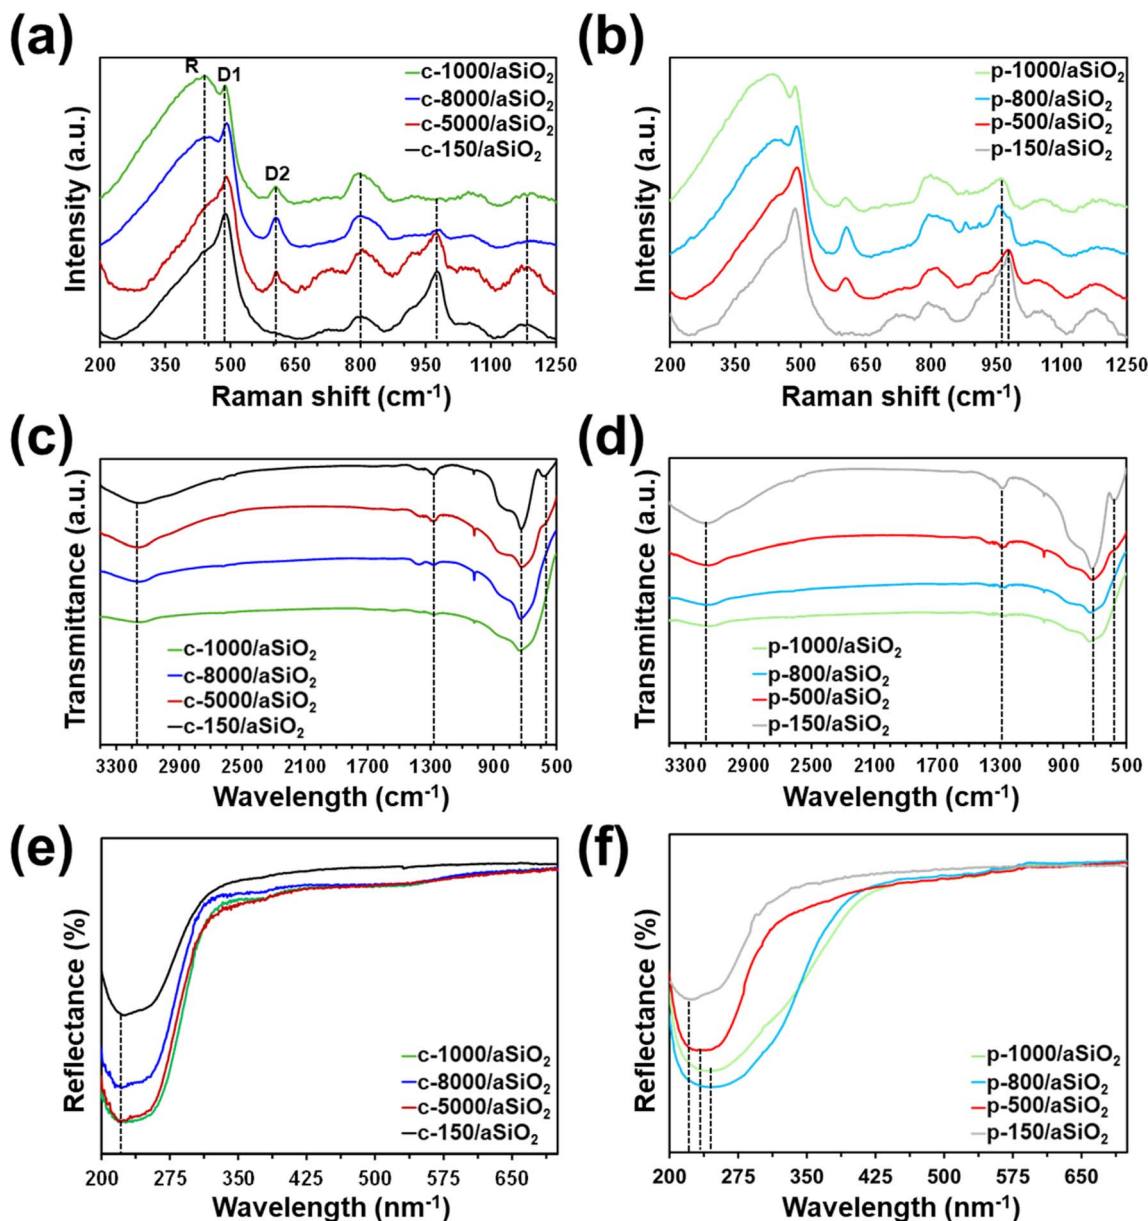 (a)
R
D1
D2
c-1000/aSiO₂
c-8000/aSiO₂
c-5000/aSiO₂
c-150/aSiO₂
Intensity (a.u.)
200 350 500 650 800 950 1100 1250
Raman shift (cm⁻¹)
(b)
p-1000/aSiO₂
p-800/aSiO₂
p-500/aSiO₂
p-150/aSiO₂
Intensity (a.u.)
200 350 500 650 800 950 1100 1250
Raman shift (cm⁻¹)
(c)
Transmittance (a.u.)
c-1000/aSiO₂
c-8000/aSiO₂
c-5000/aSiO₂
c-150/aSiO₂
3300 2900 2500 2100 1700 1300 900 500
Wavelength (cm⁻¹)
(d)
Transmittance (a.u.)
p-1000/aSiO₂
p-800/aSiO₂
p-500/aSiO₂
p-150/aSiO₂
3300 2900 2500 2100 1700 1300 900 500
Wavelength (cm⁻¹)
(e)
Reflectance (%)
c-1000/aSiO₂
c-8000/aSiO₂
c-5000/aSiO₂
c-150/aSiO₂
200 275 350 425 500 575 650
Wavelength (nm⁻¹)
(f)
Reflectance (%)
p-1000/aSiO₂
p-800/aSiO₂
p-500/aSiO₂
p-150/aSiO₂
200 275 350 425 500 575 650
Wavelength (nm⁻¹)